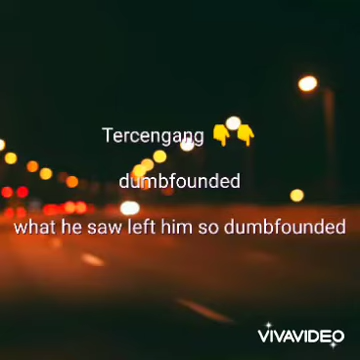 Tercengang 👇👇
dumbfounded
what he saw left him so dumbfounded
VIVAVIDEO